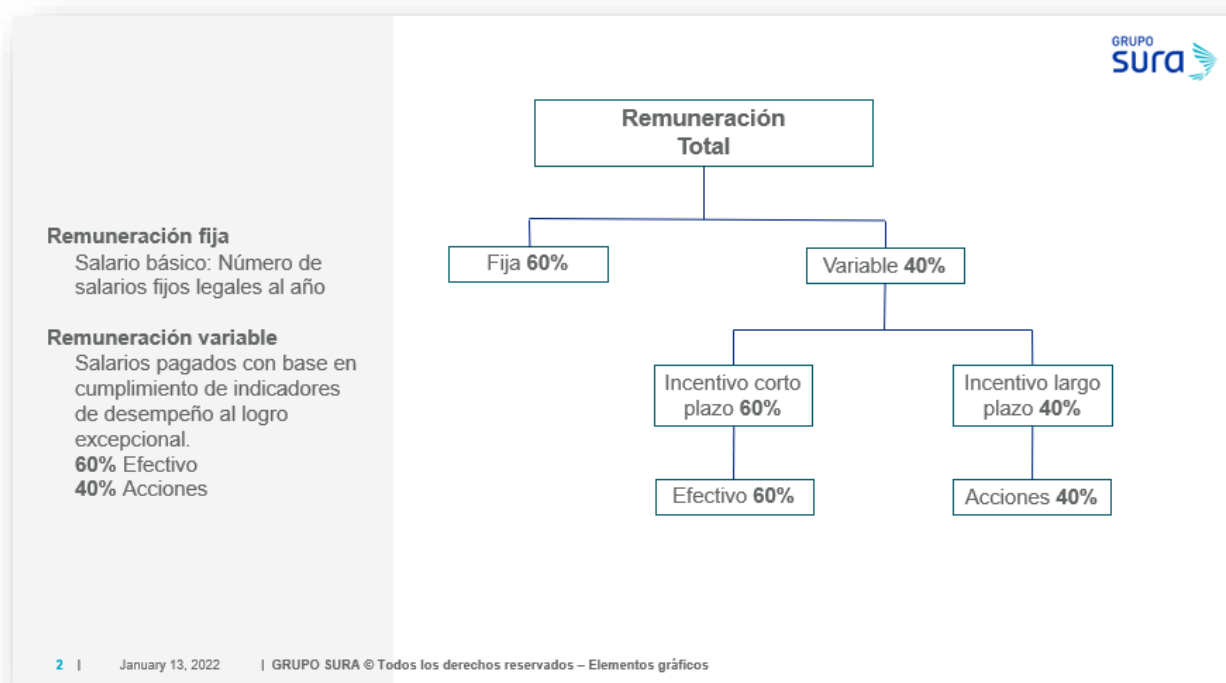 GRUPO
sura
Remuneración
Total
Remuneración fija
Salario básico: Número de
salarios fijos legales al año
Remuneración variable
Salarios pagados con base en
cumplimiento de indicadores
de desempeño al logro
excepcional.
60% Efectivo
40% Acciones
Fija 60%
Variable 40%
Incentivo corto
plazo 60%
Incentivo largo
plazo 40%
Efectivo 60%
Acciones 40%
2 | January 13, 2022 | GRUPO SURA © Todos los derechos reservados – Elementos gráficos